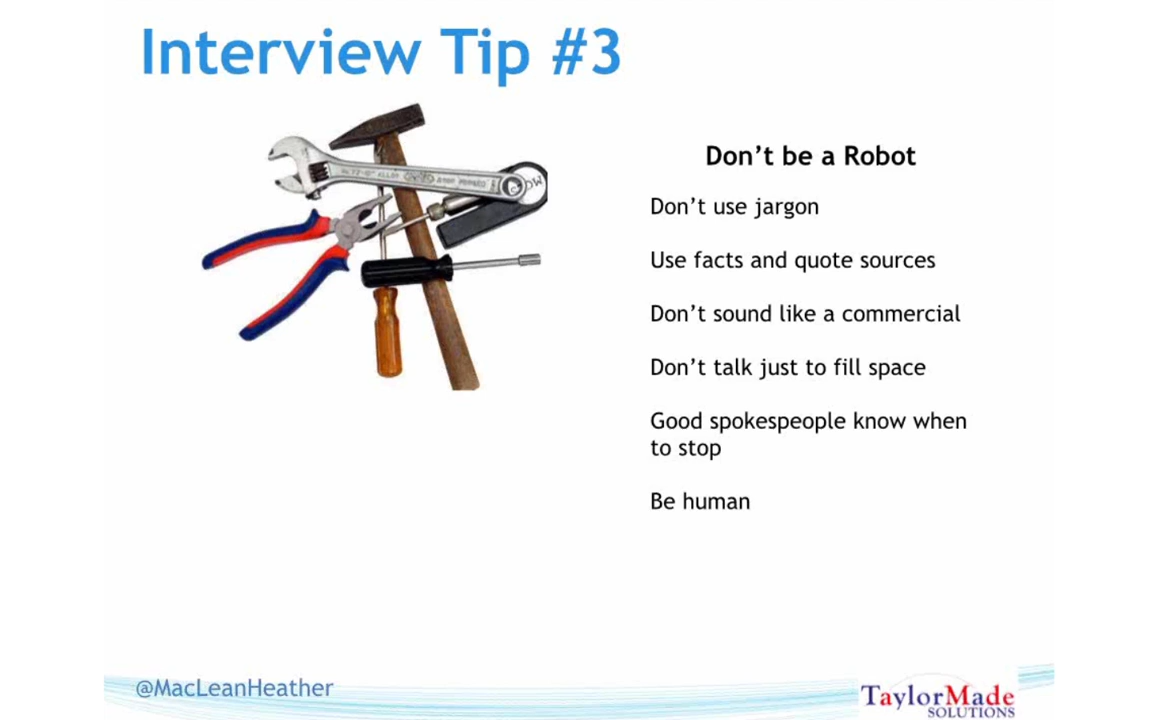 Interview Tip #3
Don't be a Robot
Don't use jargon
Use facts and quote sources
Don't sound like a commercial
Don't talk just to fill space
Good spokespeople know when
to stop
Be human
@MacLeanHeather
TaylorMade
SOLUTIONS